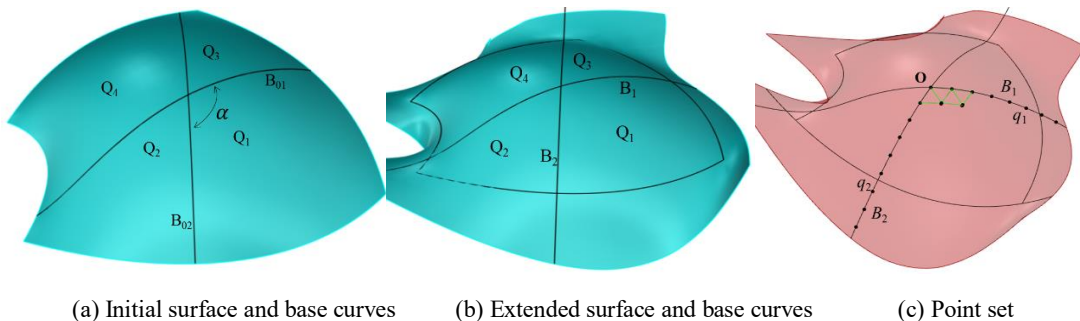 Q₃
Q₄
B₀₁
α
Q₂
Q₁
B₀₂
Q₃
Q₄
B₁
Q₁
Q₂
B₂
O
B₁
q₁
q₂
B₂
(a) Initial surface and base curves
(b) Extended surface and base curves
(c) Point set